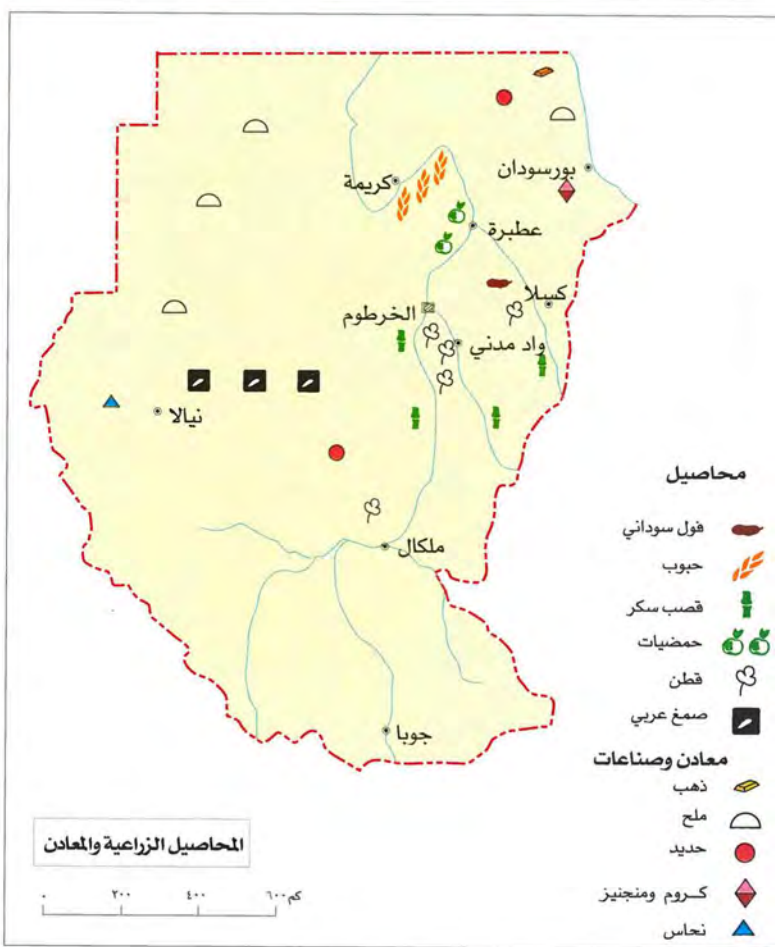 بورسودان
كريمة
عطبرة
كسلا
الخرطوم
واد مدني
نيالا
ملكال
جوبا
محاصيل
فول سوداني
حبوب
قصب سكر
حمضيات
قطن
صمغ عربي
معادن وصناعات
ذهب
ملح
حديد
كروم ومنجنيز
نحاس
المحاصيل الزراعية والمعادن
٠ ٢٠٠ ٤٠٠ ٦٠٠ كم